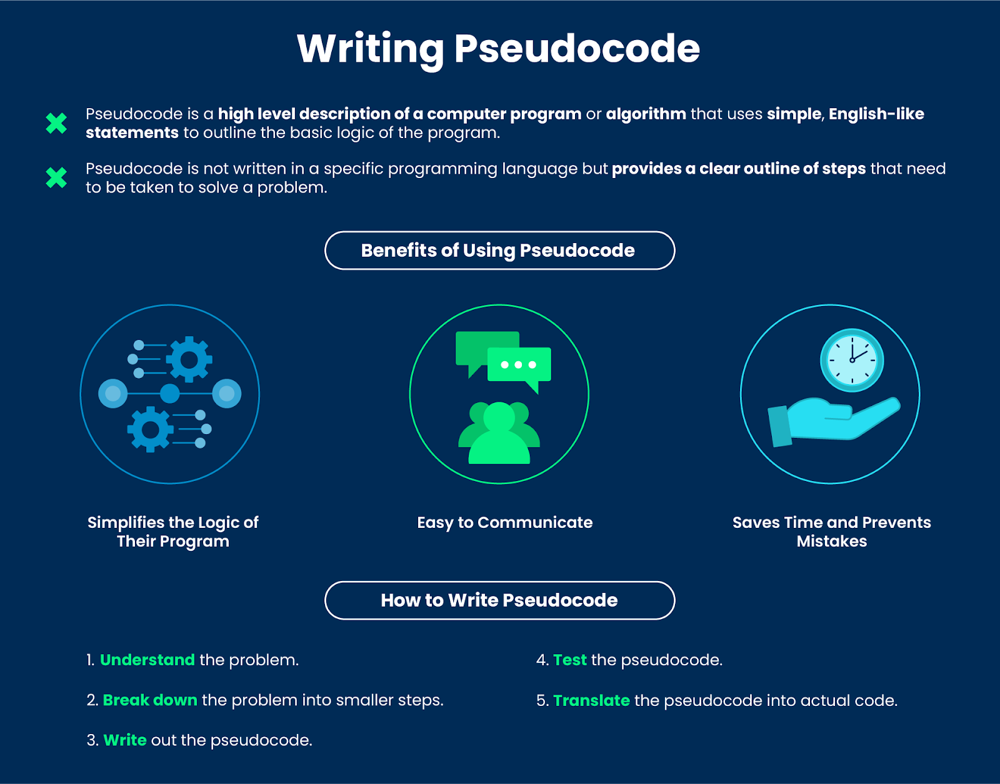 Writing Pseudocode
Pseudocode is a high level description of a computer program or algorithm that uses simple, English-like
statements to outline the basic logic of the program.
Pseudocode is not written in a specific programming language but provides a clear outline of steps that need
to be taken to solve a problem.
Benefits of Using Pseudocode
Simplifies the Logic of
Their Program
Easy to Communicate
Saves Time and Prevents
Mistakes
How to Write Pseudocode
1. Understand the problem.
2. Break down the problem into smaller steps.
3. Write out the pseudocode.
4. Test the pseudocode.
5. Translate the pseudocode into actual code.